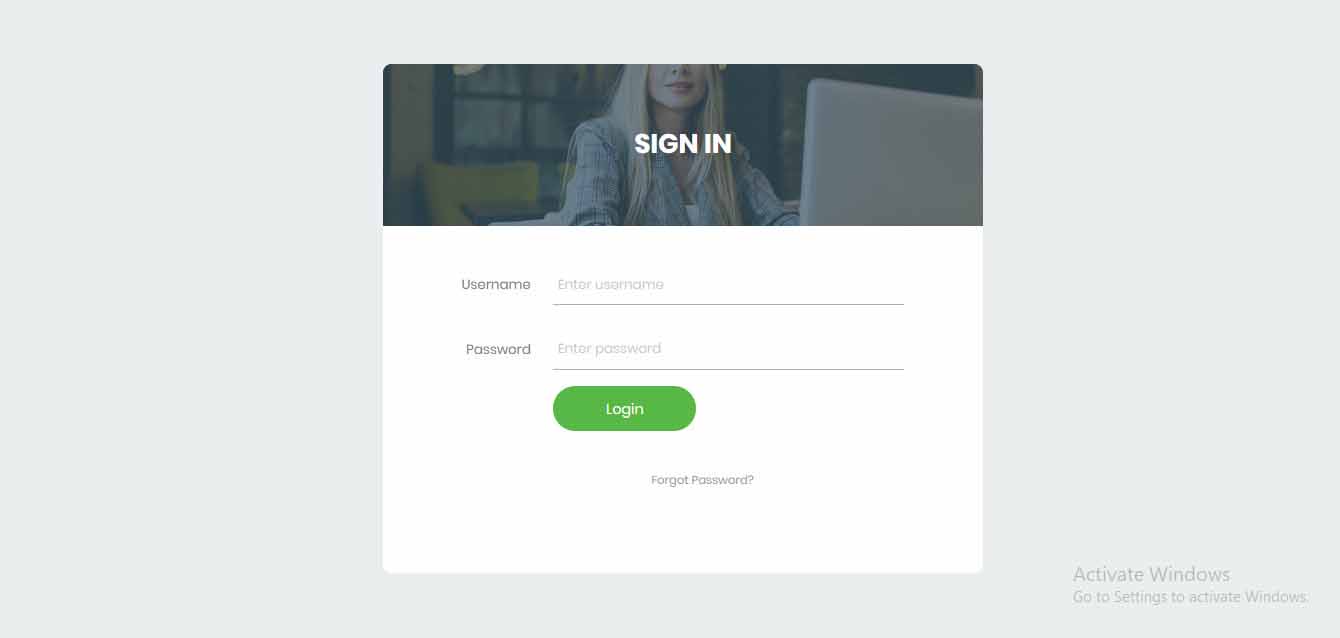 SIGN IN
Username
Enter username
Password
Enter password
Login
Forgot Password?
Activate Windows
Go to Settings to activate Windows.